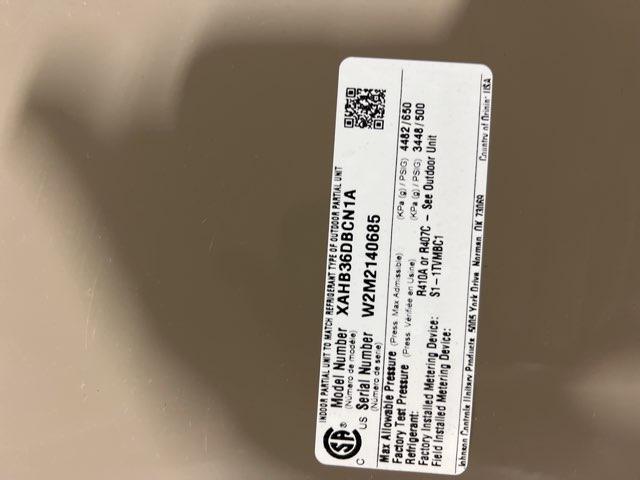 INDOOR PARTIAL UNIT TO MATCH REFRIGERANT TYPE OF OUTDOOR PARTIAL UNIT
Model Number XAHB36DBCN1A
(Numéro de modèle)
Serial Number W2M2140685
(Numéro de série)
SA ®
C US
Max Allowable Pressure (Press. Max Admissible) (KPa (g) / PSIG) 4482/650
Factory Test Pressure (Press. Vérifiée en Usine) (KPa (g) / PSIG) 3448/500
Refrigerant: R410A or R407C - See Outdoor Unit
Factory Installed Metering Device: S1-1TVMBC1
Field Installed Metering Device:
Johnson Controls Unitary Products 5005 York Drive Norman OK 73069 Country of Origin: USA